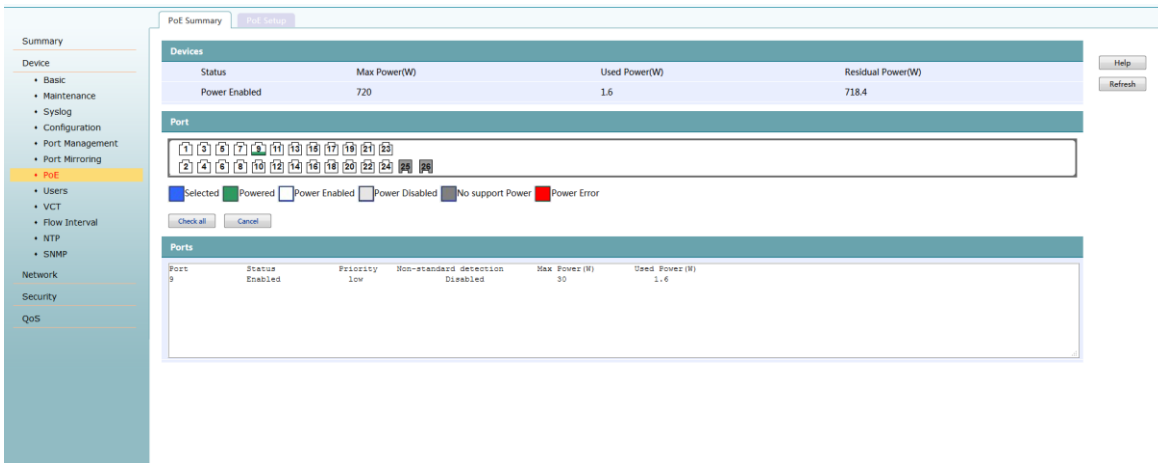 PoE Summary PoE Setup
Summary
Device
Basic
Maintenance
Syslog
Configuration
Port Management
Port Mirroring
PoE
Users
VCT
Flow Interval
NTP
SNMP
Network
Security
QoS
Devices
Status Max Power(W) Used Power(W) Residual Power(W)
Power Enabled 720 1.6 718.4
Help
Refresh
Port
1 3 5 7 9 11 13 15 17 19 21 23
2 4 6 8 10 12 14 16 18 20 22 24 25 26
Selected Powered Power Enabled Power Disabled No support Power Power Error
Check all Cancel
Ports
Port Status Priority Non-standard detection Max Power(W) Used Power(W)
9 Enabled low Disabled 30 1.6